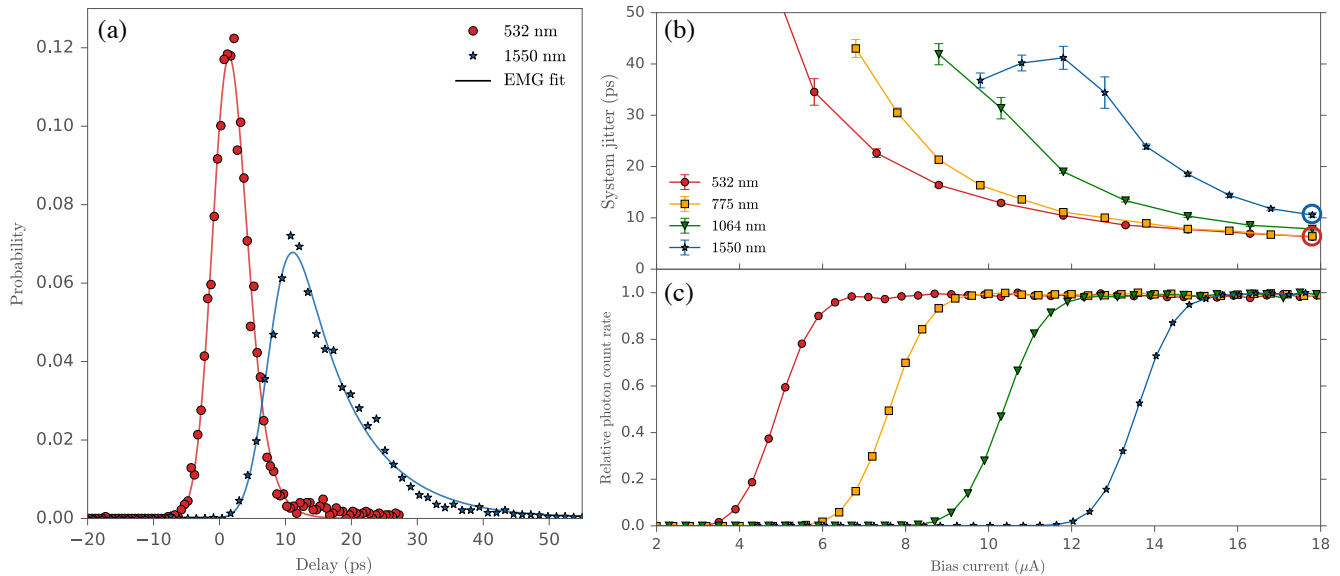 (a)
532 nm
1550 nm
EMG fit
Probability
0.12
0.10
0.08
0.06
0.04
0.02
0.00
−20
−10
0
10
20
30
40
50
Delay (ps)
(b)
System jitter (ps)
50
40
30
20
10
0
532 nm
775 nm
1064 nm
1550 nm
(c)
Relative photon count rate
1.0
0.8
0.6
0.4
0.2
0.0
2
4
6
8
10
12
14
16
18
Bias current (μA)